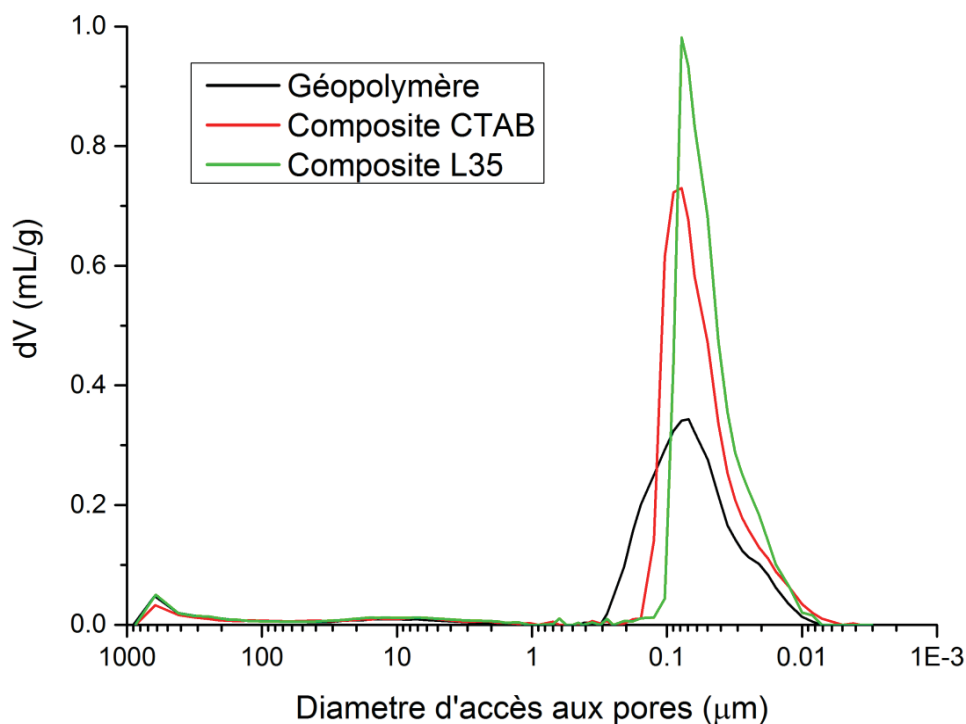 1.0
0.8
0.6
0.4
0.2
0.0
dV (mL/g)
Géopolymère
Composite CTAB
Composite L35
1000 100 10 1 0.1 0.01 1E-3
Diametre d'accès aux pores (μm)